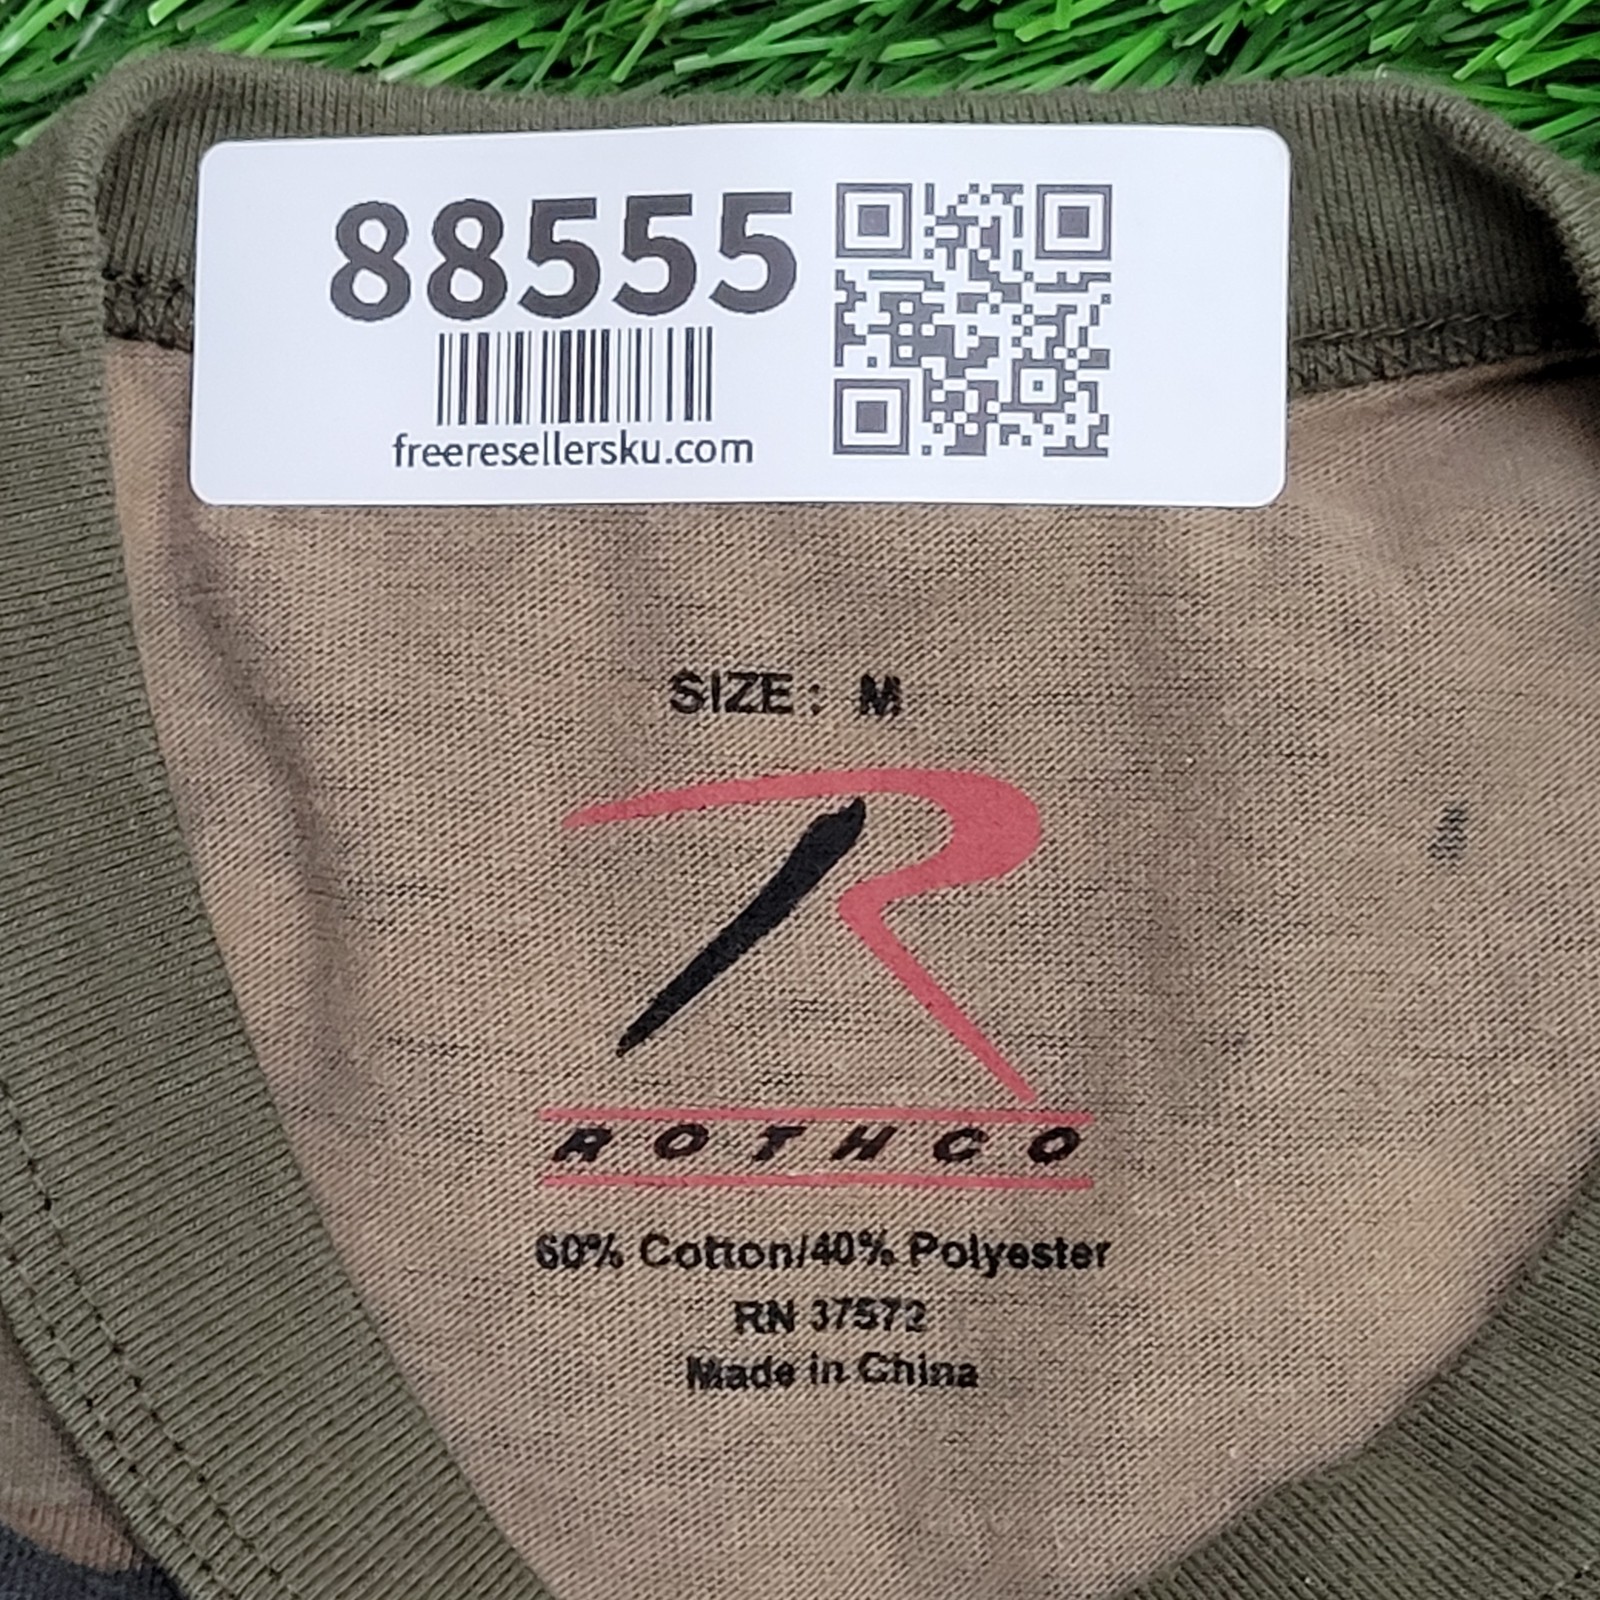 88555
freeresellersku.com
SIZE: M
ROTHCO
60% Cotton/40% Polyester
RN 37572
Made in China